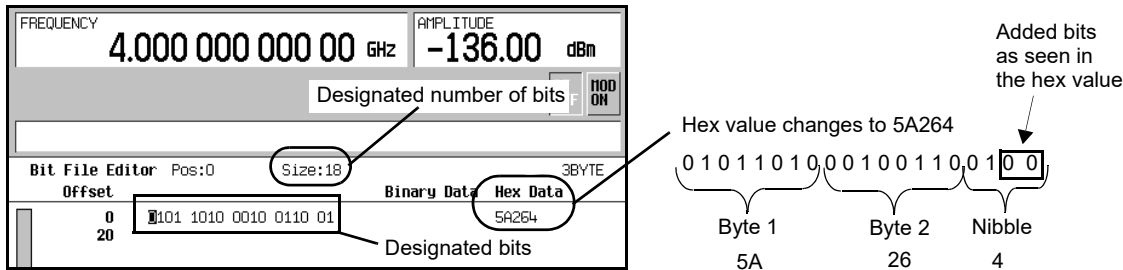 FREQUENCY
4.000 000 000 00 GHz
AMPLITUDE
-136.00 dBm
Designated number of bits
MOD
ON
Bit File Editor Pos:0 Size:18 3BYTE
Offset Binary Data Hex Data
0 0101 1010 0010 0110 01 5A264
20
Designated bits
Added bits
as seen in
the hex value
Hex value changes to 5A264
0 1 0 1 1 0 1 0 0 0 1 0 0 1 1 0 0 1 0 0
Byte 1 Byte 2 Nibble
5A 26 4